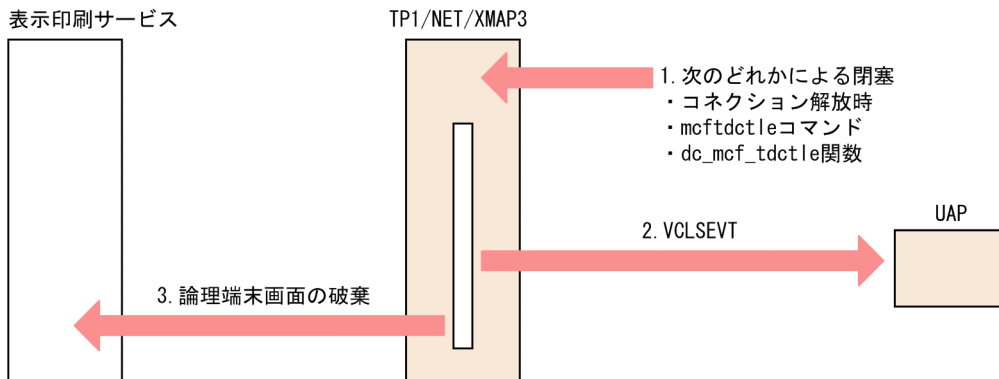 表示印刷サービス
TP1/NET/XMAP3
1. 次のどれかによる閉塞
・コネクション解放時
・mcftdctleコマンド
・dc_mcf_tdctle関数
UAP
2. VCLSEVT
3. 論理端末画面の破棄